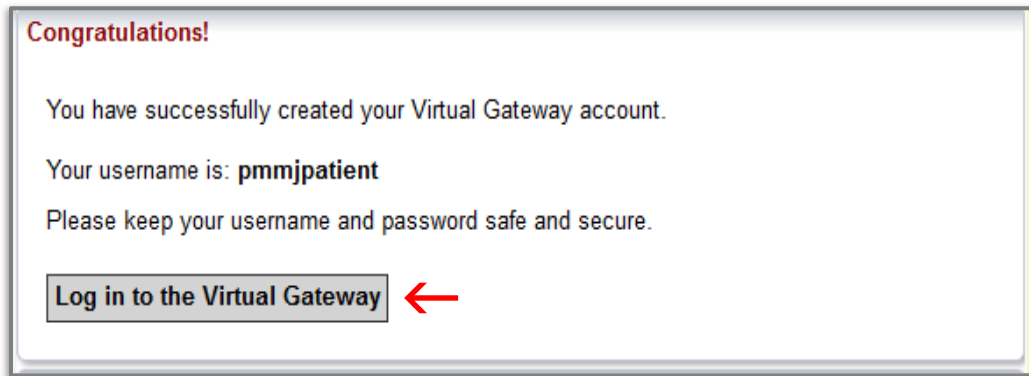 Congratulations!
You have successfully created your Virtual Gateway account.
Your username is: pmmjpatient
Please keep your username and password safe and secure.
Log in to the Virtual Gateway